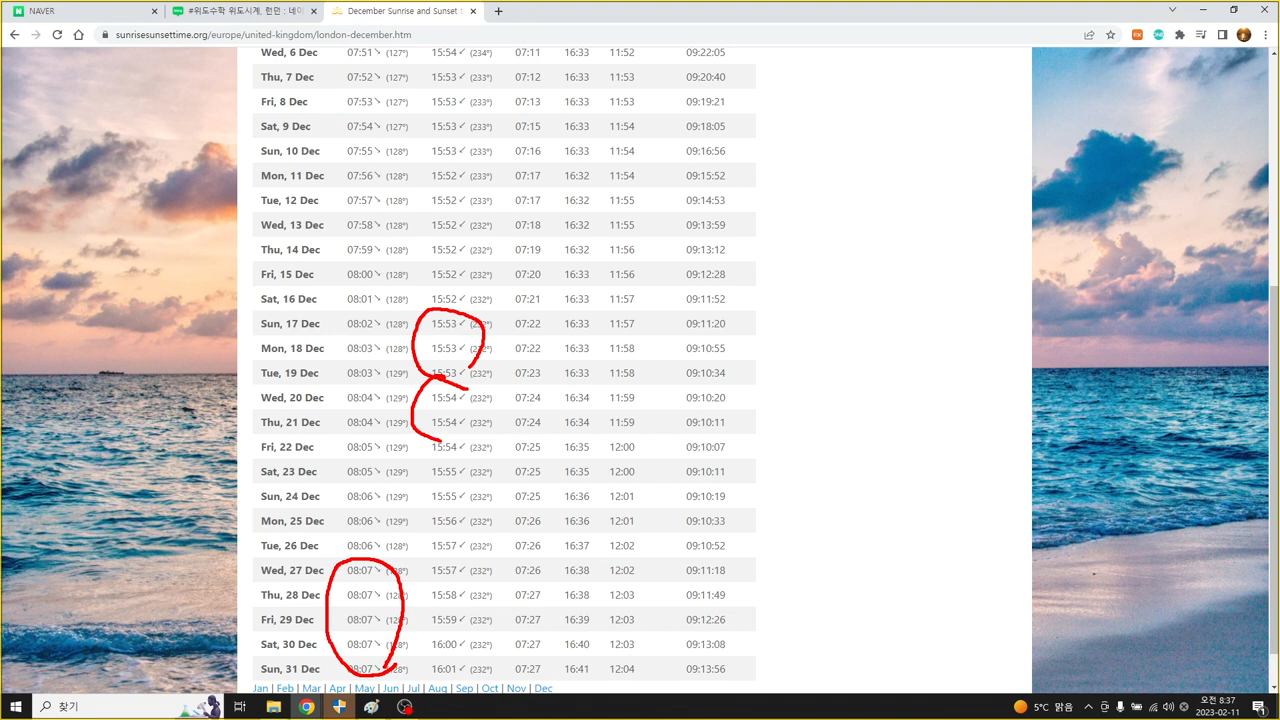 NAVER
#위도수학 위도시계, 런던 : 네이
December Sunrise and Sunset
sunrisesunsettime.org/europe/united-kingdom/london-december.htm
Wed, 6 Dec 07:51 (127°) 15:54 (234°) 07:11 16:33 11:52 09:22:05
Thu, 7 Dec 07:52 (127°) 15:53 (233°) 07:12 16:33 11:53 09:20:40
Fri, 8 Dec 07:53 (127°) 15:53 (233°) 07:13 16:33 11:53 09:19:21
Sat, 9 Dec 07:54 (127°) 15:53 (233°) 07:15 16:33 11:54 09:18:05
Sun, 10 Dec 07:55 (128°) 15:53 (233°) 07:16 16:33 11:54 09:16:56
Mon, 11 Dec 07:56 (128°) 15:52 (233°) 07:17 16:32 11:54 09:15:52
Tue, 12 Dec 07:57 (128°) 15:52 (233°) 07:17 16:32 11:55 09:14:53
Wed, 13 Dec 07:58 (128°) 15:52 (232°) 07:18 16:32 11:55 09:13:59
Thu, 14 Dec 07:59 (128°) 15:52 (232°) 07:19 16:32 11:56 09:13:12
Fri, 15 Dec 08:00 (128°) 15:52 (232°) 07:20 16:33 11:56 09:12:28
Sat, 16 Dec 08:01 (128°) 15:52 (232°) 07:21 16:33 11:57 09:11:52
Sun, 17 Dec 08:02 (128°) 15:53 (232°) 07:22 16:33 11:57 09:11:20
Mon, 18 Dec 08:03 (128°) 15:53 (232°) 07:22 16:33 11:58 09:10:55
Tue, 19 Dec 08:03 (129°) 15:53 (232°) 07:23 16:33 11:58 09:10:34
Wed, 20 Dec 08:04 (129°) 15:54 (232°) 07:24 16:34 11:59 09:10:20
Thu, 21 Dec 08:04 (129°) 15:54 (232°) 07:24 16:34 11:59 09:10:11
Fri, 22 Dec 08:05 (129°) 15:54 (232°) 07:25 16:35 12:00 09:10:07
Sat, 23 Dec 08:05 (129°) 15:55 (232°) 07:25 16:35 12:00 09:10:11
Sun, 24 Dec 08:06 (129°) 15:55 (232°) 07:25 16:36 12:01 09:10:19
Mon, 25 Dec 08:06 (129°) 15:56 (232°) 07:26 16:36 12:01 09:10:33
Tue, 26 Dec 08:06 (128°) 15:57 (232°) 07:26 16:37 12:02 09:10:52
Wed, 27 Dec 08:07 (128°) 15:57 (232°) 07:26 16:38 12:02 09:11:18
Thu, 28 Dec 08:07 (128°) 15:58 (232°) 07:27 16:38 12:03 09:11:49
Fri, 29 Dec 08:07 (128°) 15:59 (232°) 07:27 16:39 12:03 09:12:26
Sat, 30 Dec 08:07 (128°) 16:00 (232°) 07:27 16:40 12:03 09:13:08
Sun, 31 Dec 08:07 (128°) 16:01 (232°) 07:27 16:41 12:04 09:13:56
Jan | Feb | Mar | Apr | May | Jun | Jul | Aug | Sep | Oct | Nov | Dec
찾기
5°C 맑음
오전 8:37
2023-02-11
1